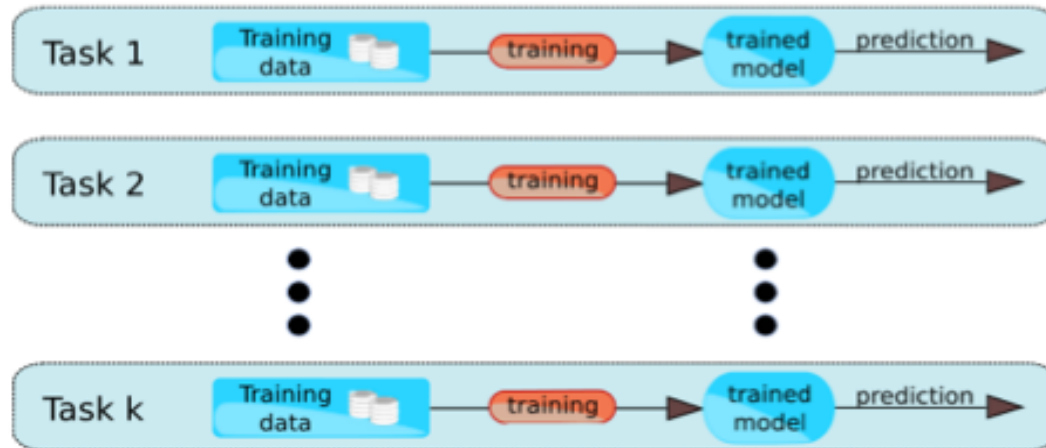 Task 1
Training
data
training
trained
model
prediction
Task 2
Training
data
training
trained
model
prediction
Task k
Training
data
training
trained
model
prediction